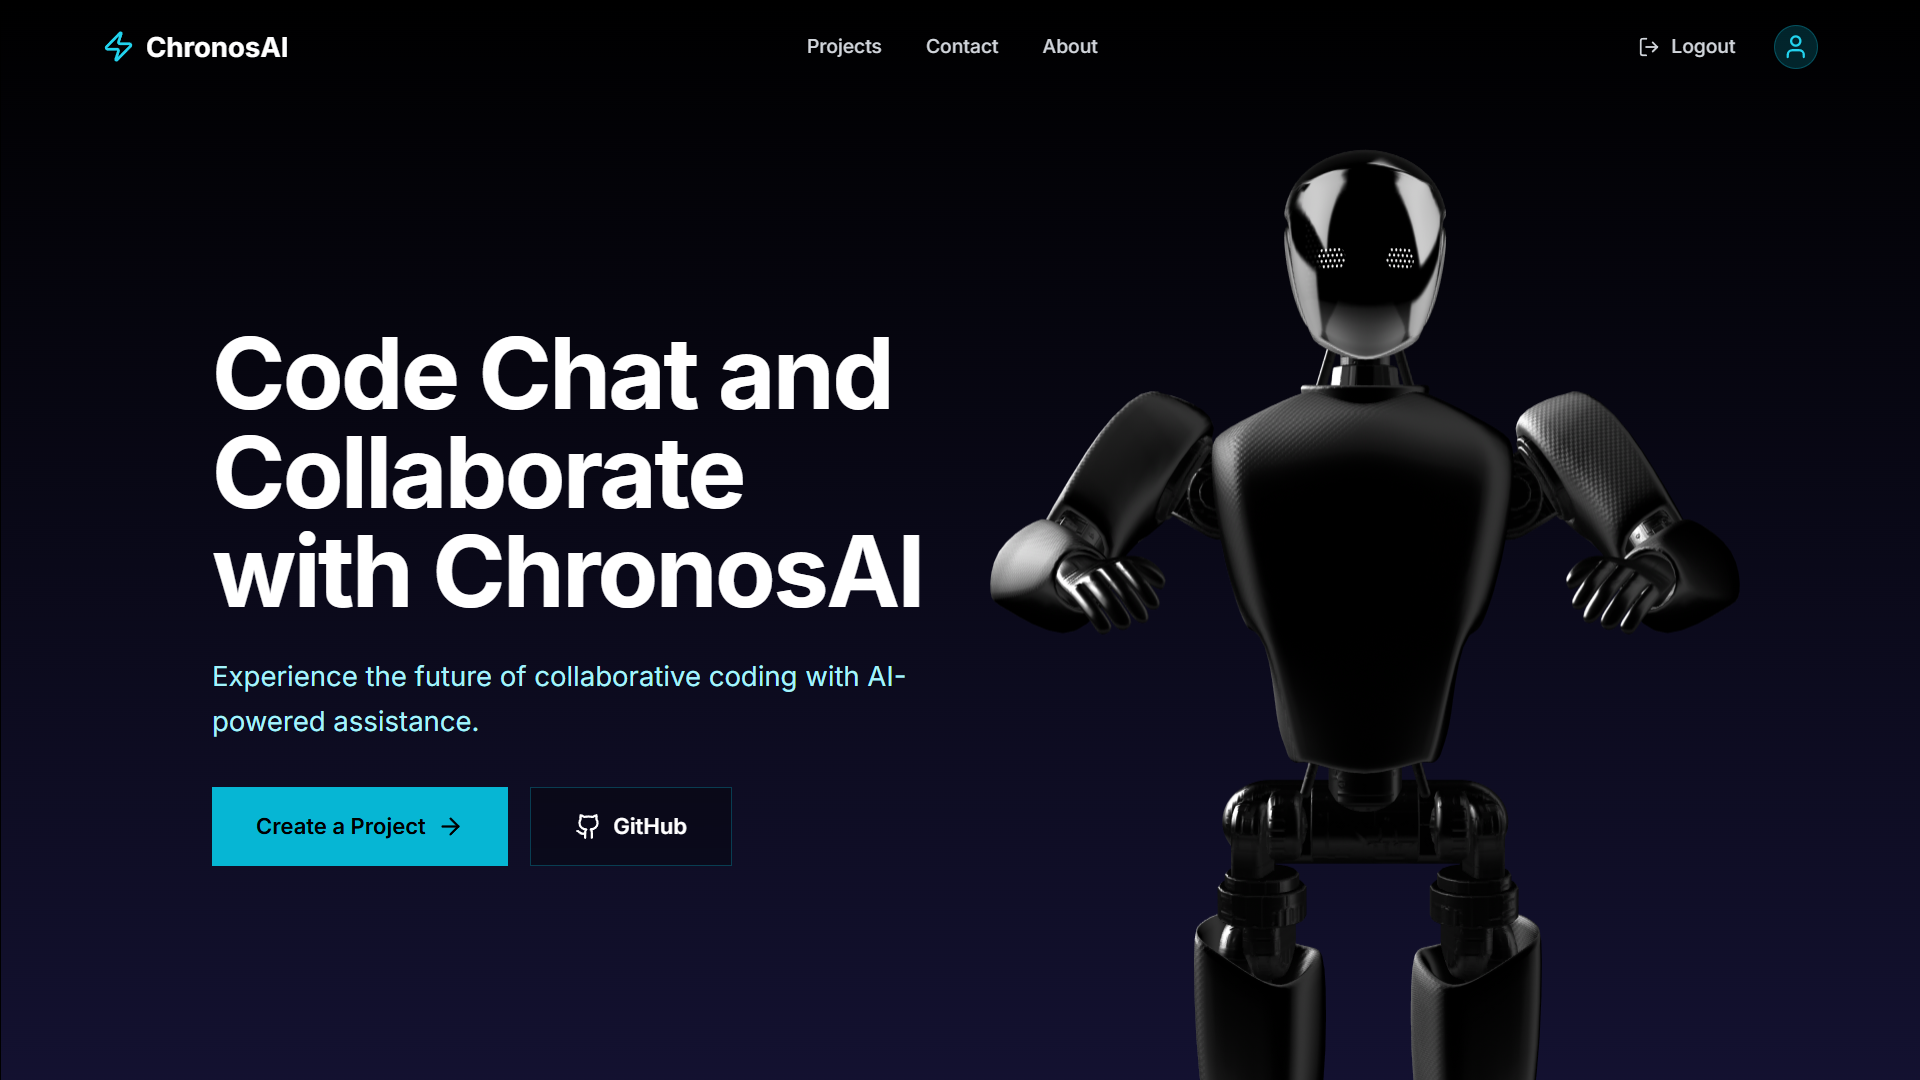 ChronosAI
Projects
Contact
About
Logout
Code Chat and
Collaborate
with ChronosAI
Experience the future of collaborative coding with AI-
powered assistance.
Create a Project
GitHub